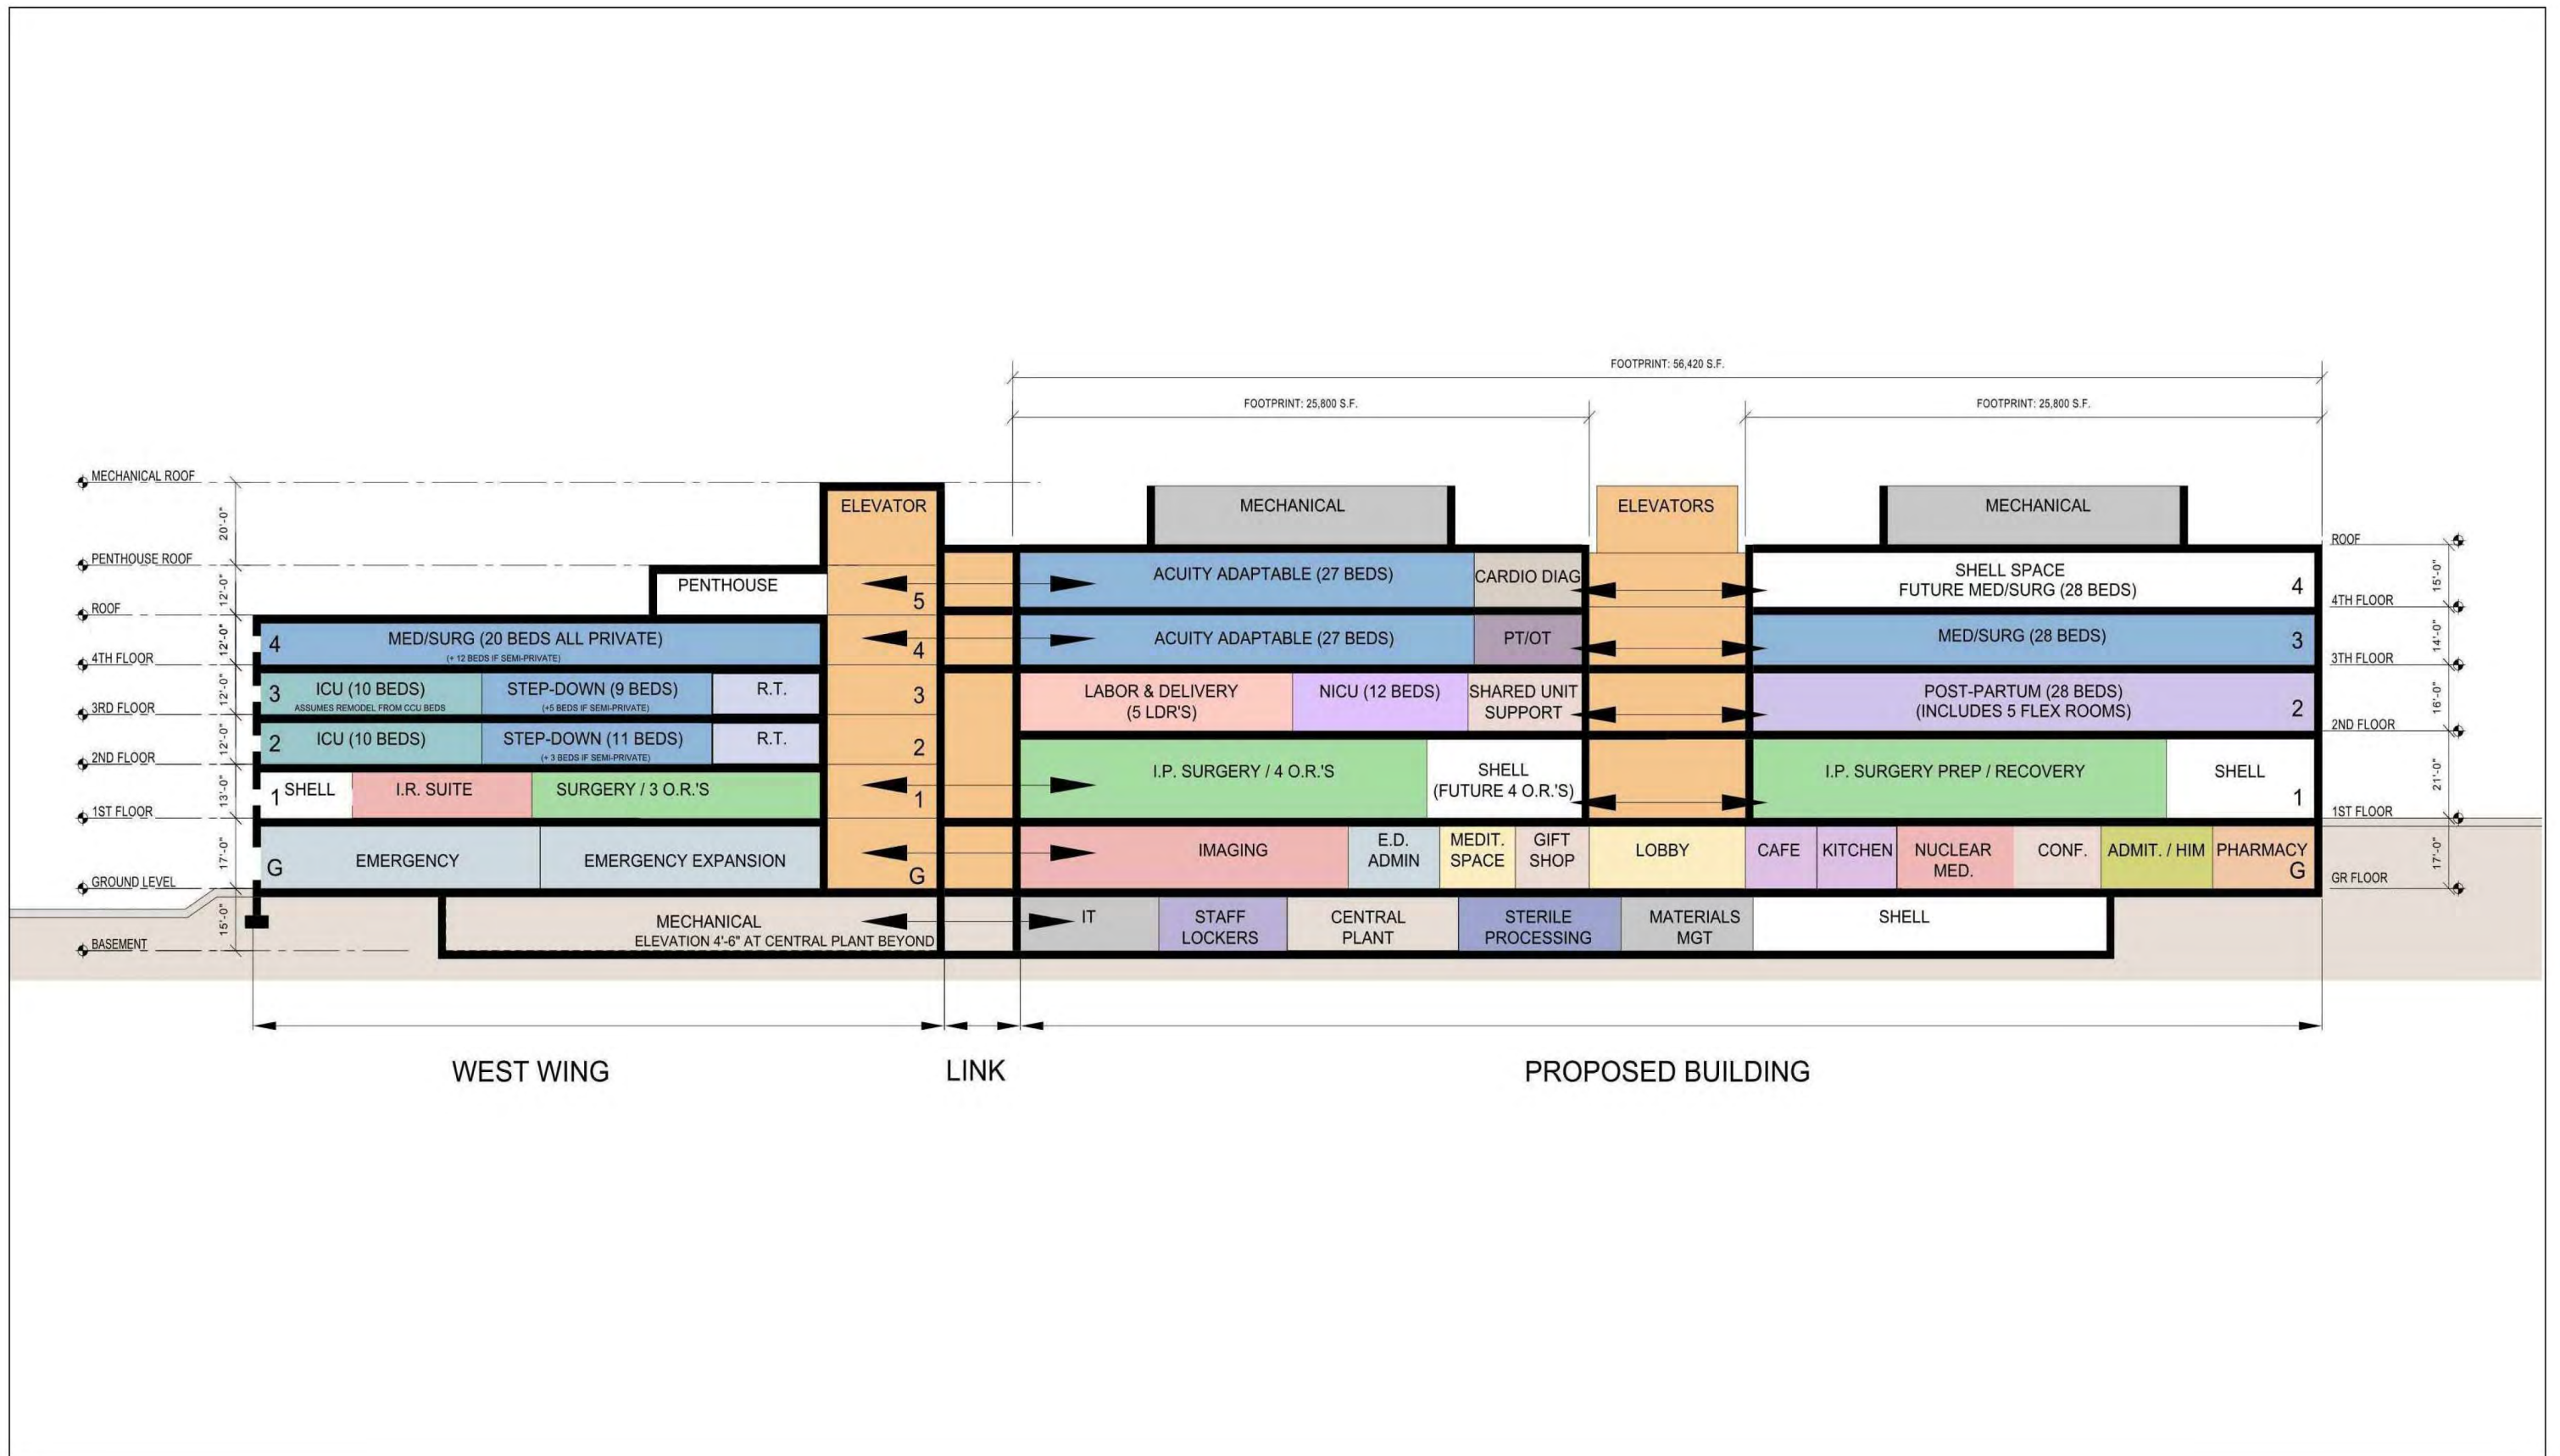 FOOTPRINT: 56,420 S.F.
FOOTPRINT: 25,800 S.F.
FOOTPRINT: 25,800 S.F.
MECHANICAL ROOF
PENTHOUSE ROOF
ROOF
4TH FLOOR
3RD FLOOR
2ND FLOOR
1ST FLOOR
GROUND LEVEL
BASEMENT
20'-0"
12'-0"
12'-0"
12'-0"
12'-0"
13'-0"
17'-0"
15'-0"
PENTHOUSE
4
MED/SURG (20 BEDS ALL PRIVATE)
(+ 12 BEDS IF SEMI-PRIVATE)
3
ICU (10 BEDS)
ASSUMES REMODEL FROM CCU BEDS
STEP-DOWN (9 BEDS)
(+5 BEDS IF SEMI-PRIVATE)
R.T.
2
ICU (10 BEDS)
STEP-DOWN (11 BEDS)
(+ 3 BEDS IF SEMI-PRIVATE)
R.T.
1
SHELL
I.R. SUITE
SURGERY / 3 O.R.'S
G
EMERGENCY
EMERGENCY EXPANSION
MECHANICAL
ELEVATION 4'-6" AT CENTRAL PLANT BEYOND
ELEVATOR
5
4
3
2
1
G
MECHANICAL
ELEVATORS
MECHANICAL
ACUITY ADAPTABLE (27 BEDS)
CARDIO DIAG
SHELL SPACE
FUTURE MED/SURG (28 BEDS)
4
ACUITY ADAPTABLE (27 BEDS)
PT/OT
MED/SURG (28 BEDS)
3
LABOR & DELIVERY
(5 LDR'S)
NICU (12 BEDS)
SHARED UNIT
SUPPORT
POST-PARTUM (28 BEDS)
(INCLUDES 5 FLEX ROOMS)
2
I.P. SURGERY / 4 O.R.'S
SHELL
(FUTURE 4 O.R.'S)
I.P. SURGERY PREP / RECOVERY
SHELL
1
IMAGING
E.D.
ADMIN
MEDIT.
SPACE
GIFT
SHOP
LOBBY
CAFE
KITCHEN
NUCLEAR
MED.
CONF.
ADMIT. / HIM
PHARMACY
G
IT
STAFF
LOCKERS
CENTRAL
PLANT
STERILE
PROCESSING
MATERIALS
MGT
SHELL
ROOF
4TH FLOOR
3TH FLOOR
2ND FLOOR
1ST FLOOR
GR FLOOR
15'-0"
14'-0"
16'-0"
21'-0"
17'-0"
WEST WING
LINK
PROPOSED BUILDING